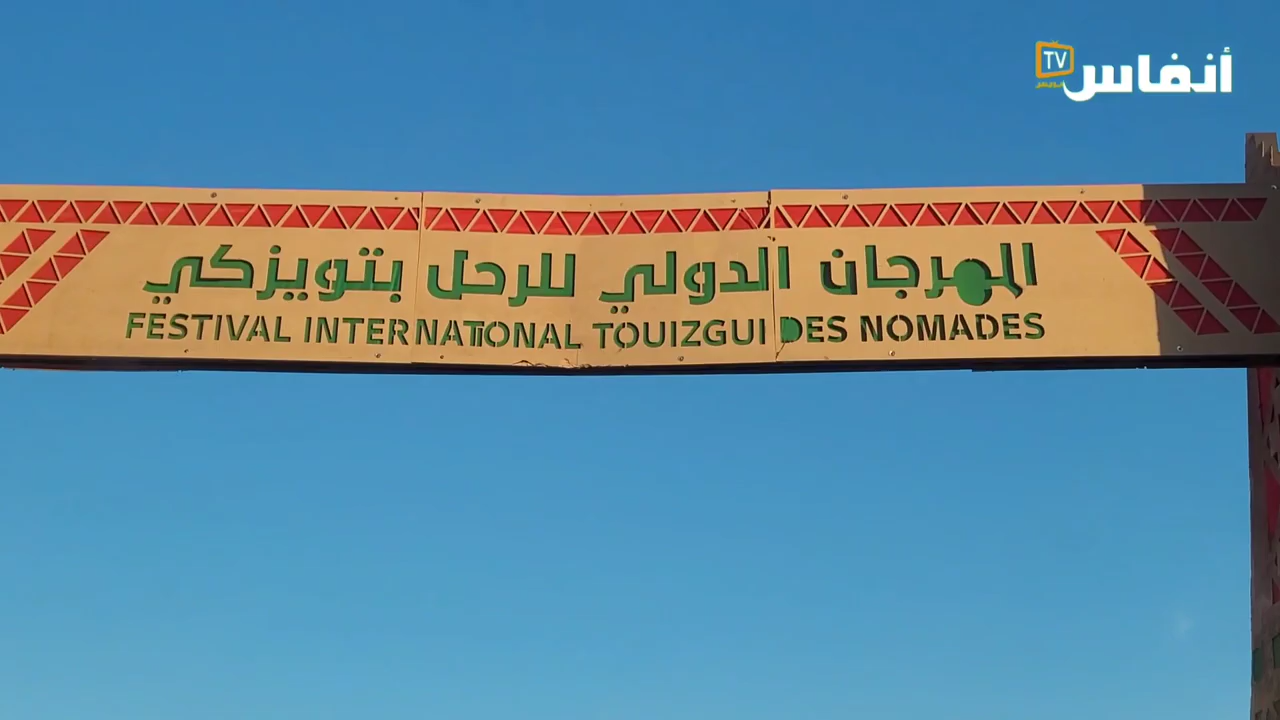 أنفاس
TV
المهرجان الدولي للرحل بتويزكي
FESTIVAL INTERNATIONAL TOUIZGUI DES NOMADES